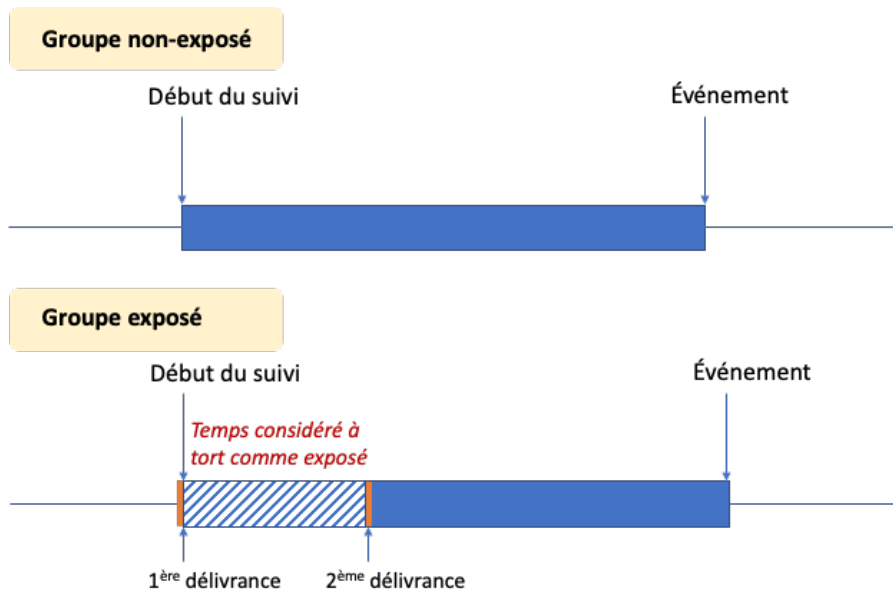 Groupe non-exposé
Début du suivi
Événement
Groupe exposé
Début du suivi
Événement
Temps considéré à
tort comme exposé
1ère délivrance
2ème délivrance